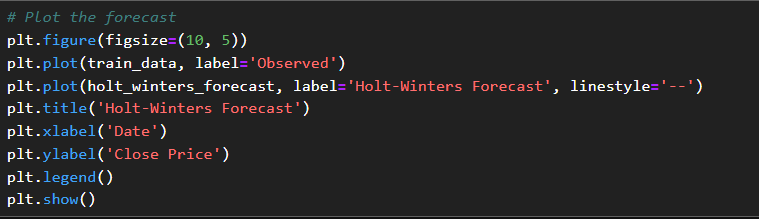 # Plot the forecast
plt.figure(figsize=(10, 5))
plt.plot(train_data, label='Observed')
plt.plot(holt_winters_forecast, label='Holt-Winters Forecast', linestyle='--')
plt.title('Holt-Winters Forecast')
plt.xlabel('Date')
plt.ylabel('Close Price')
plt.legend()
plt.show()